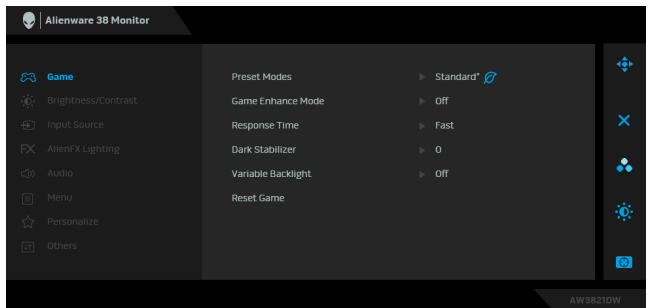 Alienware 38 Monitor
Game
Preset Modes Standard*
Brightness/Contrast
Game Enhance Mode Off
Input Source
Response Time Fast
FX AlienFX Lighting
Dark Stabilizer 0
Audio
Variable Backlight Off
Menu
Reset Game
Personalize
Others
AW3821DW